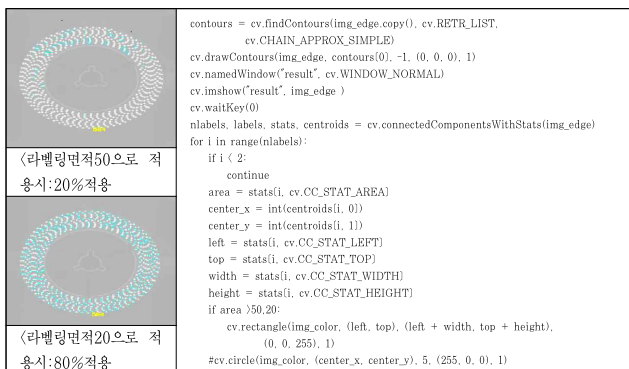 〈라벨링면적50으로 적
용시:20%적용
〈라벨링면적20으로 적
용시:80%적용
contours = cv.findContours(img_edge.copy(), cv.RETR_LIST,
cv.CHAIN_APPROX_SIMPLE)
cv.drawContours(img_edge, contours[0], -1, (0, 0, 0), 1)
cv.namedWindow("result", cv.WINDOW_NORMAL)
cv.imshow("result", img_edge )
cv.waitKey(0)
nlabels, labels, stats, centroids = cv.connectedComponentsWithStats(img_edge)
for i in range(nlabels):
if i < 2:
continue
area = stats[i, cv.CC_STAT_AREA]
center_x = int(centroids[i, 0])
center_y = int(centroids[i, 1])
left = stats[i, cv.CC_STAT_LEFT]
top = stats[i, cv.CC_STAT_TOP]
width = stats[i, cv.CC_STAT_WIDTH]
height = stats[i, cv.CC_STAT_HEIGHT]
if area >50,20:
cv.rectangle(img_color, (left, top), (left + width, top + height),
(0, 0, 255), 1)
#cv.circle(img_color, (center_x, center_y), 5, (255, 0, 0), 1)